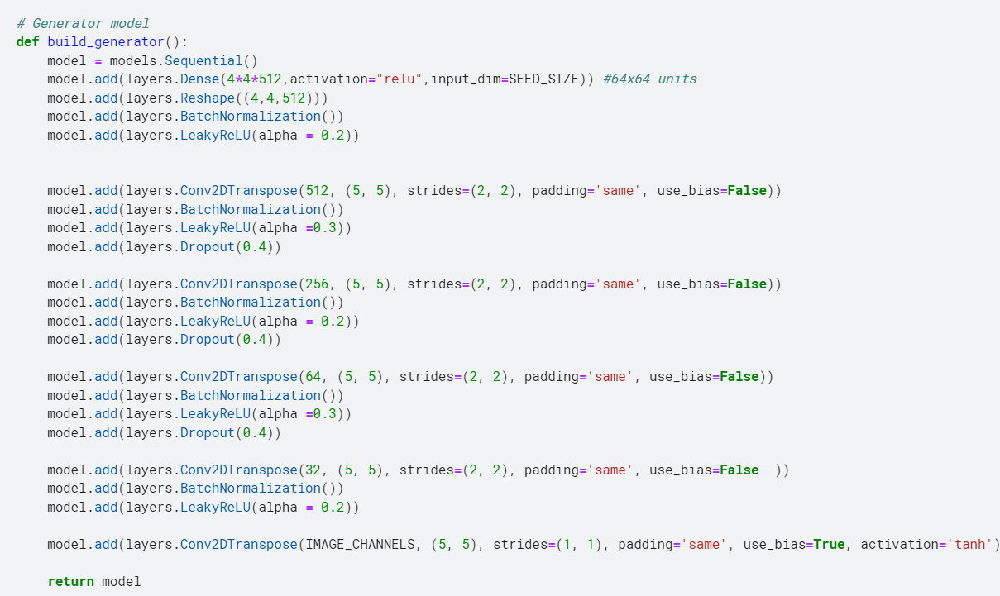 # Generator model
def build_generator():
    model = models.Sequential()
    model.add(layers.Dense(4*4*512,activation="relu",input_dim=SEED_SIZE)) #64x64 units
    model.add(layers.Reshape((4,4,512)))
    model.add(layers.BatchNormalization())
    model.add(layers.LeakyReLU(alpha = 0.2))
    model.add(layers.Conv2DTranspose(512, (5, 5), strides=(2, 2), padding='same', use_bias=False))
    model.add(layers.BatchNormalization())
    model.add(layers.LeakyReLU(alpha =0.3))
    model.add(layers.Dropout(0.4))
    model.add(layers.Conv2DTranspose(256, (5, 5), strides=(2, 2), padding='same', use_bias=False))
    model.add(layers.BatchNormalization())
    model.add(layers.LeakyReLU(alpha = 0.2))
    model.add(layers.Dropout(0.4))
    model.add(layers.Conv2DTranspose(64, (5, 5), strides=(2, 2), padding='same', use_bias=False))
    model.add(layers.BatchNormalization())
    model.add(layers.LeakyReLU(alpha =0.3))
    model.add(layers.Dropout(0.4))
    model.add(layers.Conv2DTranspose(32, (5, 5), strides=(2, 2), padding='same', use_bias=False  ))
    model.add(layers.BatchNormalization())
    model.add(layers.LeakyReLU(alpha = 0.2))
    model.add(layers.Conv2DTranspose(IMAGE_CHANNELS, (5, 5), strides=(1, 1), padding='same', use_bias=True, activation='tanh')
    return model